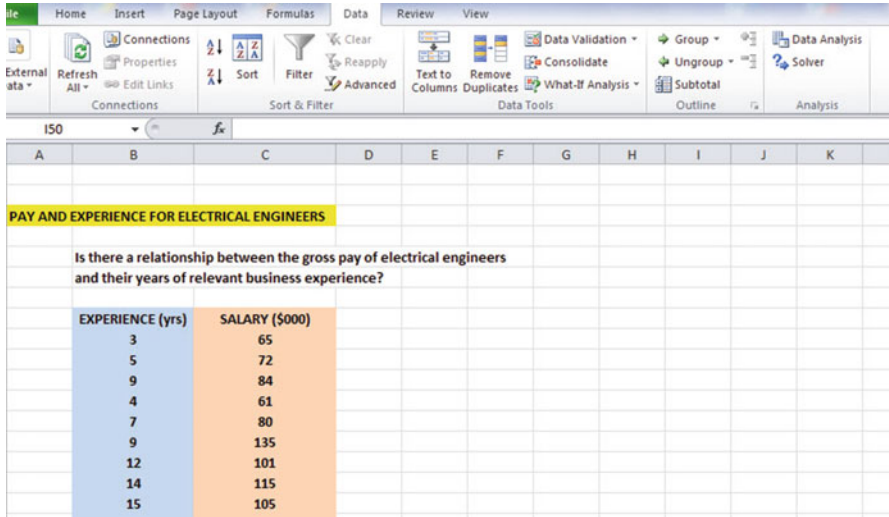 ile Home Insert Page Layout Formulas Data Review View
Connections Clear Data Validation Group Data Analysis
Properties Reapply Consolidate Ungroup Solver
External Refresh Edit Links Sort Filter Advanced Text to Remove What-If Analysis Subtotal
ata All Columns Duplicates
Connections Sort & Filter Data Tools Outline Analysis
I50 fx
A B C D E F G H I J K
PAY AND EXPERIENCE FOR ELECTRICAL ENGINEERS
Is there a relationship between the gross pay of electrical engineers
and their years of relevant business experience?
EXPERIENCE (yrs) SALARY ($000)
3 65
5 72
9 84
4 61
7 80
9 135
12 101
14 115
15 105